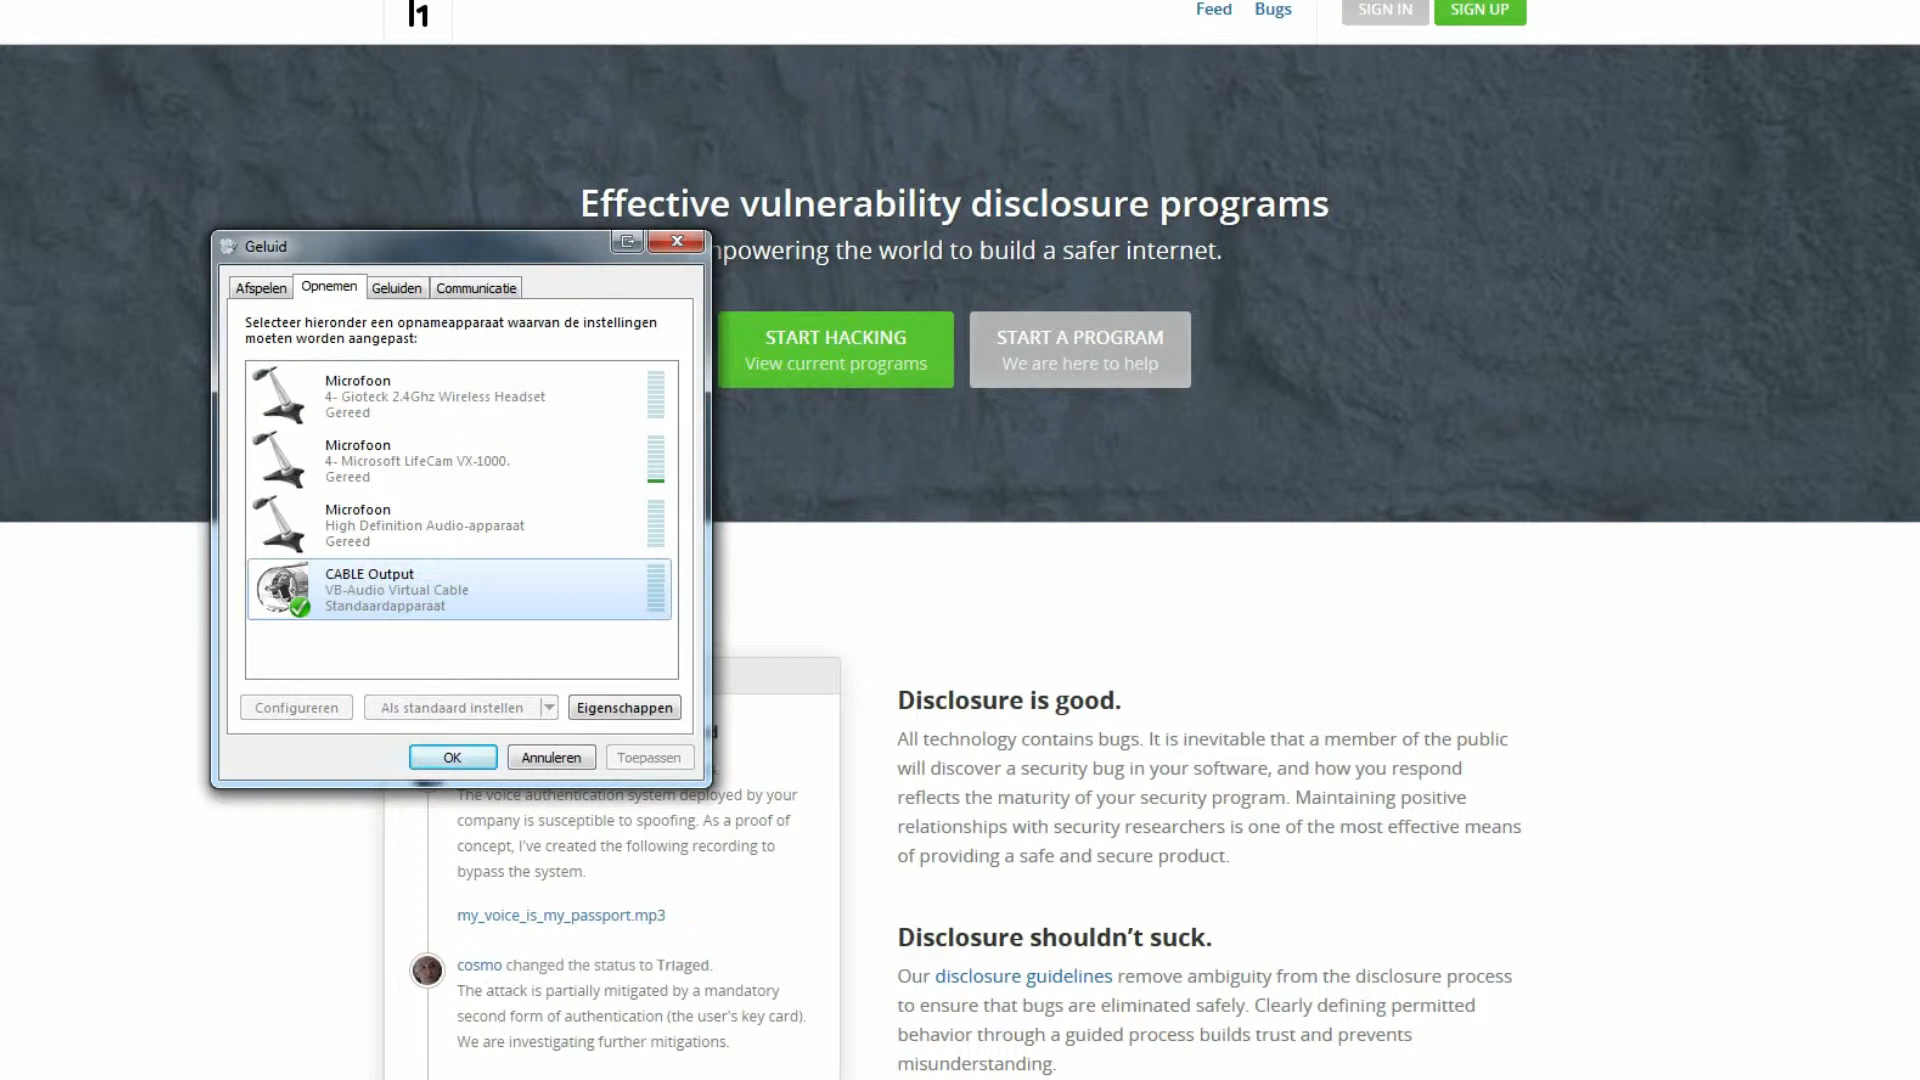 h1
Feed
Bugs
SIGN IN
SIGN UP
Effective vulnerability disclosure programs
powering the world to build a safer internet.
START HACKING
View current programs
START A PROGRAM
We are here to help
Geluid
Afspelen
Opnemen
Geluiden
Communicatie
Selecteer hieronder een opnameapparaat waarvan de instellingen
moeten worden aangepast:
Microfoon
4- Gioteck 2.4Ghz Wireless Headset
Gereed
Microfoon
4- Microsoft LifeCam VX-1000.
Gereed
Microfoon
High Definition Audio-apparaat
Gereed
CABLE Output
VB-Audio Virtual Cable
Standaardapparaat
Configureren
Als standaard instellen
Eigenschappen
OK
Annuleren
Toepassen
The voice authentication system deployed by your
company is susceptible to spoofing. As a proof of
concept, I've created the following recording to
bypass the system.
my_voice_is_my_passport.mp3
cosmo changed the status to Triaged.
The attack is partially mitigated by a mandatory
second form of authentication (the user's key card).
We are investigating further mitigations.
Disclosure is good.
All technology contains bugs. It is inevitable that a member of the public
will discover a security bug in your software, and how you respond
reflects the maturity of your security program. Maintaining positive
relationships with security researchers is one of the most effective means
of providing a safe and secure product.
Disclosure shouldn’t suck.
Our disclosure guidelines remove ambiguity from the disclosure process
to ensure that bugs are eliminated safely. Clearly defining permitted
behavior through a guided process builds trust and prevents
misunderstanding.